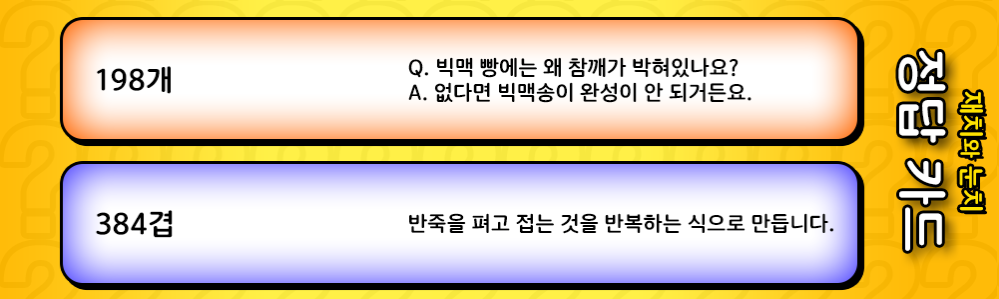 198개
Q. 빅맥 빵에는 왜 참깨가 박혀있나요?
A. 없다면 빅맥송이 완성이 안 되거든요.
384겹
반죽을 펴고 접는 것을 반복하는 식으로 만듭니다.
재치와 눈치
정답 카드